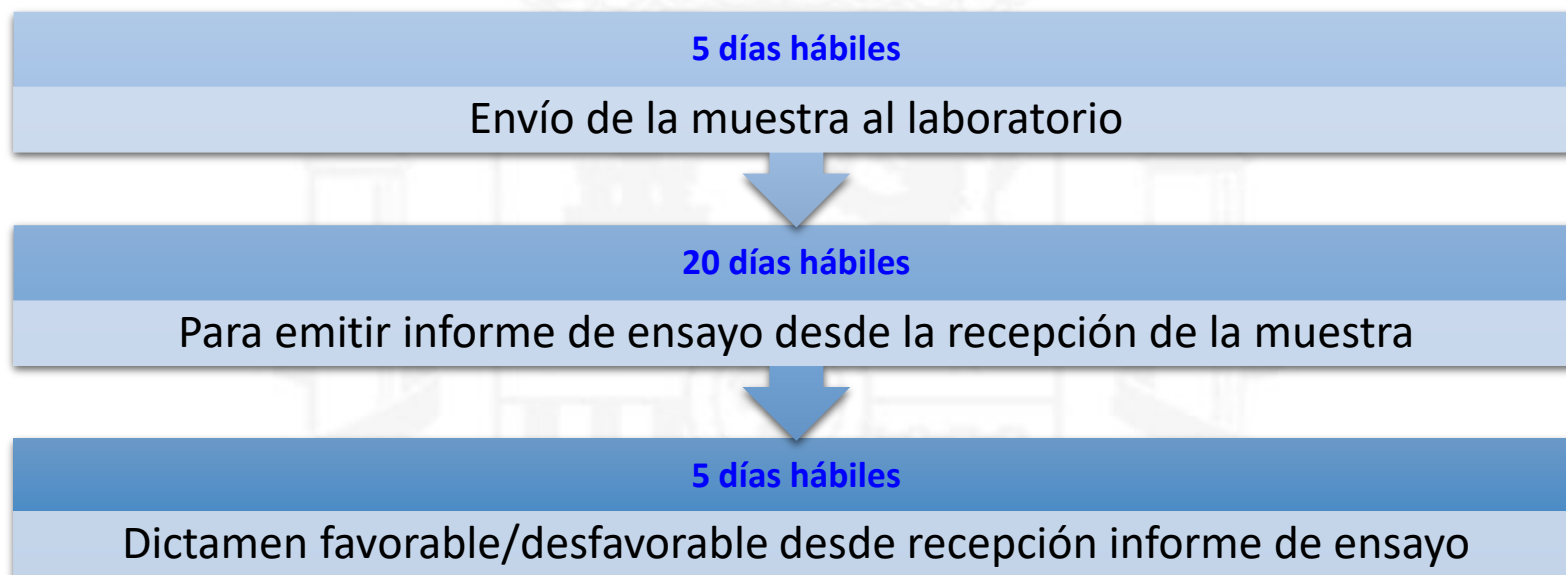 5 días hábiles
Envío de la muestra al laboratorio
20 días hábiles
Para emitir informe de ensayo desde la recepción de la muestra
5 días hábiles
Dictamen favorable/desfavorable desde recepción informe de ensayo